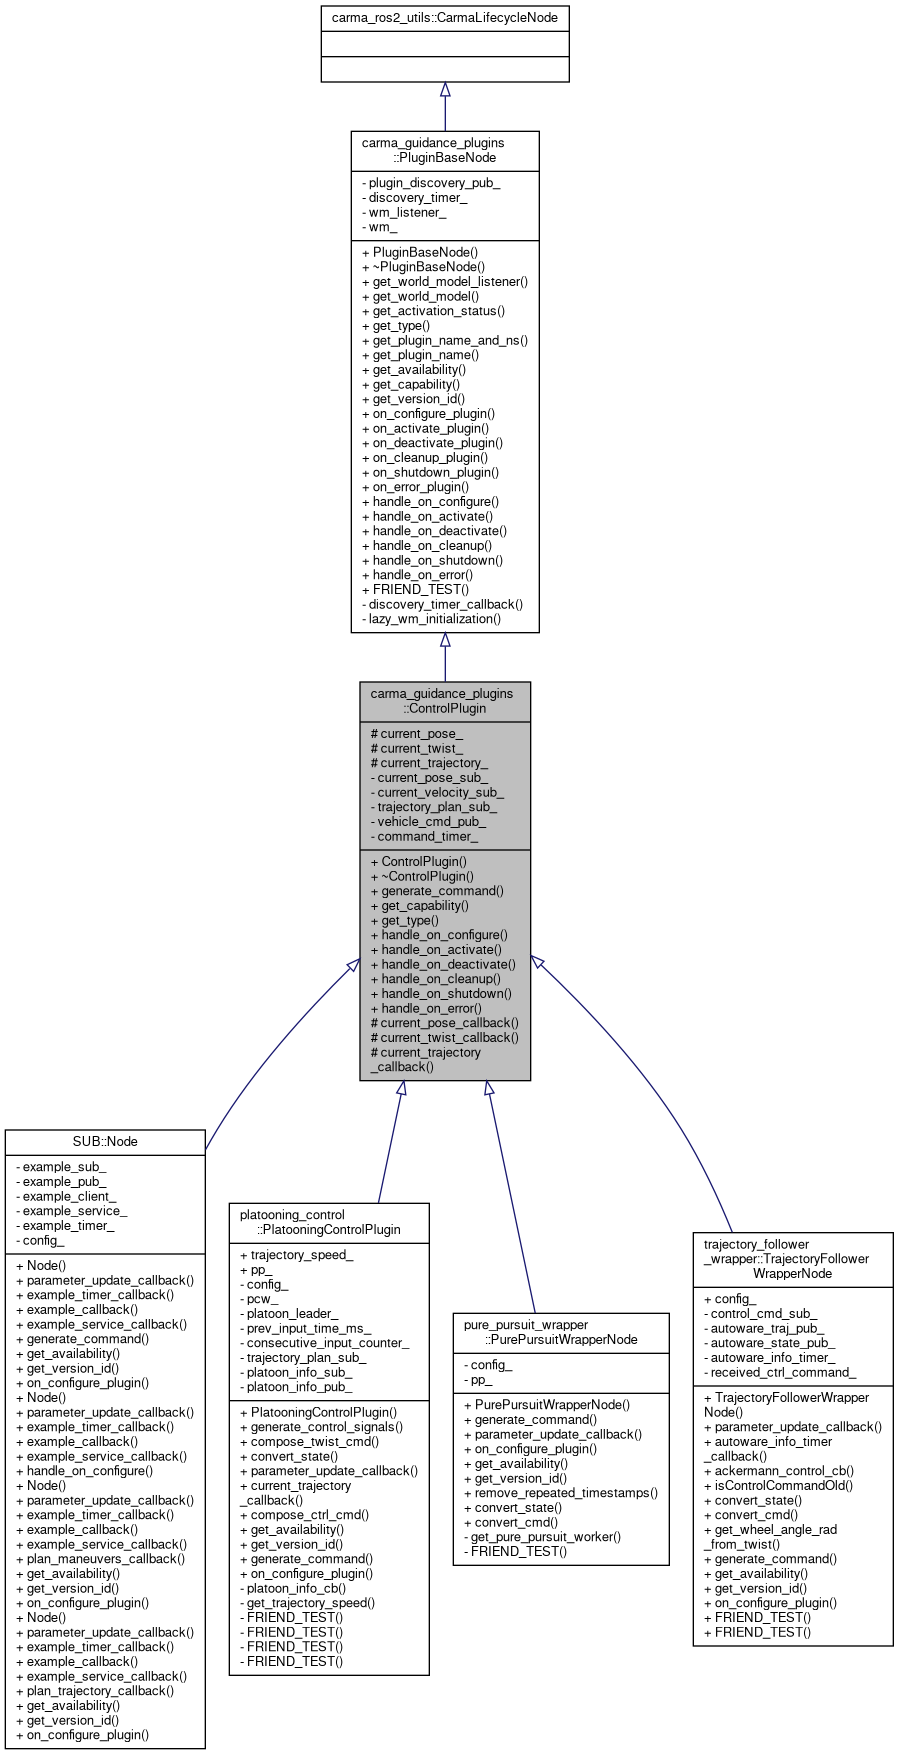 carma_ros2_utils::CarmaLifecycleNode
carma_guidance_plugins
::PluginBaseNode
- plugin_discovery_pub_
- discovery_timer_
- wm_listener_
- wm_
+ PluginBaseNode()
+ ~PluginBaseNode()
+ get_world_model_listener()
+ get_world_model()
+ get_activation_status()
+ get_type()
+ get_plugin_name_and_ns()
+ get_plugin_name()
+ get_availability()
+ get_capability()
+ get_version_id()
+ on_configure_plugin()
+ on_activate_plugin()
+ on_deactivate_plugin()
+ on_cleanup_plugin()
+ on_shutdown_plugin()
+ on_error_plugin()
+ handle_on_configure()
+ handle_on_activate()
+ handle_on_deactivate()
+ handle_on_cleanup()
+ handle_on_shutdown()
+ handle_on_error()
+ FRIEND_TEST()
- discovery_timer_callback()
- lazy_wm_initialization()
carma_guidance_plugins
::ControlPlugin
# current_pose_
# current_twist_
# current_trajectory_
- current_pose_sub_
- current_velocity_sub_
- trajectory_plan_sub_
- vehicle_cmd_pub_
- command_timer_
+ ControlPlugin()
+ ~ControlPlugin()
+ generate_command()
+ get_capability()
+ get_type()
+ handle_on_configure()
+ handle_on_activate()
+ handle_on_deactivate()
+ handle_on_cleanup()
+ handle_on_shutdown()
+ handle_on_error()
# current_pose_callback()
# current_twist_callback()
# current_trajectory
_callback()
SUB::Node
- example_sub_
- example_pub_
- example_client_
- example_service_
- example_timer_
- config_
+ Node()
+ parameter_update_callback()
+ example_timer_callback()
+ example_callback()
+ example_service_callback()
+ generate_command()
+ get_availability()
+ get_version_id()
+ on_configure_plugin()
+ Node()
+ parameter_update_callback()
+ example_timer_callback()
+ example_callback()
+ example_service_callback()
+ handle_on_configure()
+ Node()
+ parameter_update_callback()
+ example_timer_callback()
+ example_callback()
+ example_service_callback()
+ plan_maneuvers_callback()
+ get_availability()
+ get_version_id()
+ on_configure_plugin()
+ Node()
+ parameter_update_callback()
+ example_timer_callback()
+ example_callback()
+ example_service_callback()
+ plan_trajectory_callback()
+ get_availability()
+ get_version_id()
+ on_configure_plugin()
platooning_control
::PlatooningControlPlugin
+ trajectory_speed_
+ pp_
- config_
- pcw_
- platoon_leader_
- prev_input_time_ms_
- consecutive_input_counter_
- trajectory_plan_sub_
- platoon_info_sub_
- platoon_info_pub_
+ PlatooningControlPlugin()
+ generate_control_signals()
+ compose_twist_cmd()
+ convert_state()
+ parameter_update_callback()
+ current_trajectory
_callback()
+ compose_ctrl_cmd()
+ get_availability()
+ get_version_id()
+ generate_command()
+ on_configure_plugin()
- platoon_info_cb()
- get_trajectory_speed()
- FRIEND_TEST()
- FRIEND_TEST()
- FRIEND_TEST()
- FRIEND_TEST()
pure_pursuit_wrapper
::PurePursuitWrapperNode
- config_
- pp_
+ PurePursuitWrapperNode()
+ generate_command()
+ parameter_update_callback()
+ on_configure_plugin()
+ get_availability()
+ get_version_id()
+ remove_repeated_timestamps()
+ convert_state()
+ convert_cmd()
- get_pure_pursuit_worker()
- FRIEND_TEST()
trajectory_follower
_wrapper::TrajectoryFollower
WrapperNode
+ config_
- control_cmd_sub_
- autoware_traj_pub_
- autoware_state_pub_
- autoware_info_timer_
- received_ctrl_command_
+ TrajectoryFollowerWrapper
Node()
+ parameter_update_callback()
+ autoware_info_timer
_callback()
+ ackermann_control_cb()
+ isControlCommandOld()
+ convert_state()
+ convert_cmd()
+ get_wheel_angle_rad
_from_twist()
+ generate_command()
+ get_availability()
+ get_version_id()
+ on_configure_plugin()
+ FRIEND_TEST()
+ FRIEND_TEST()